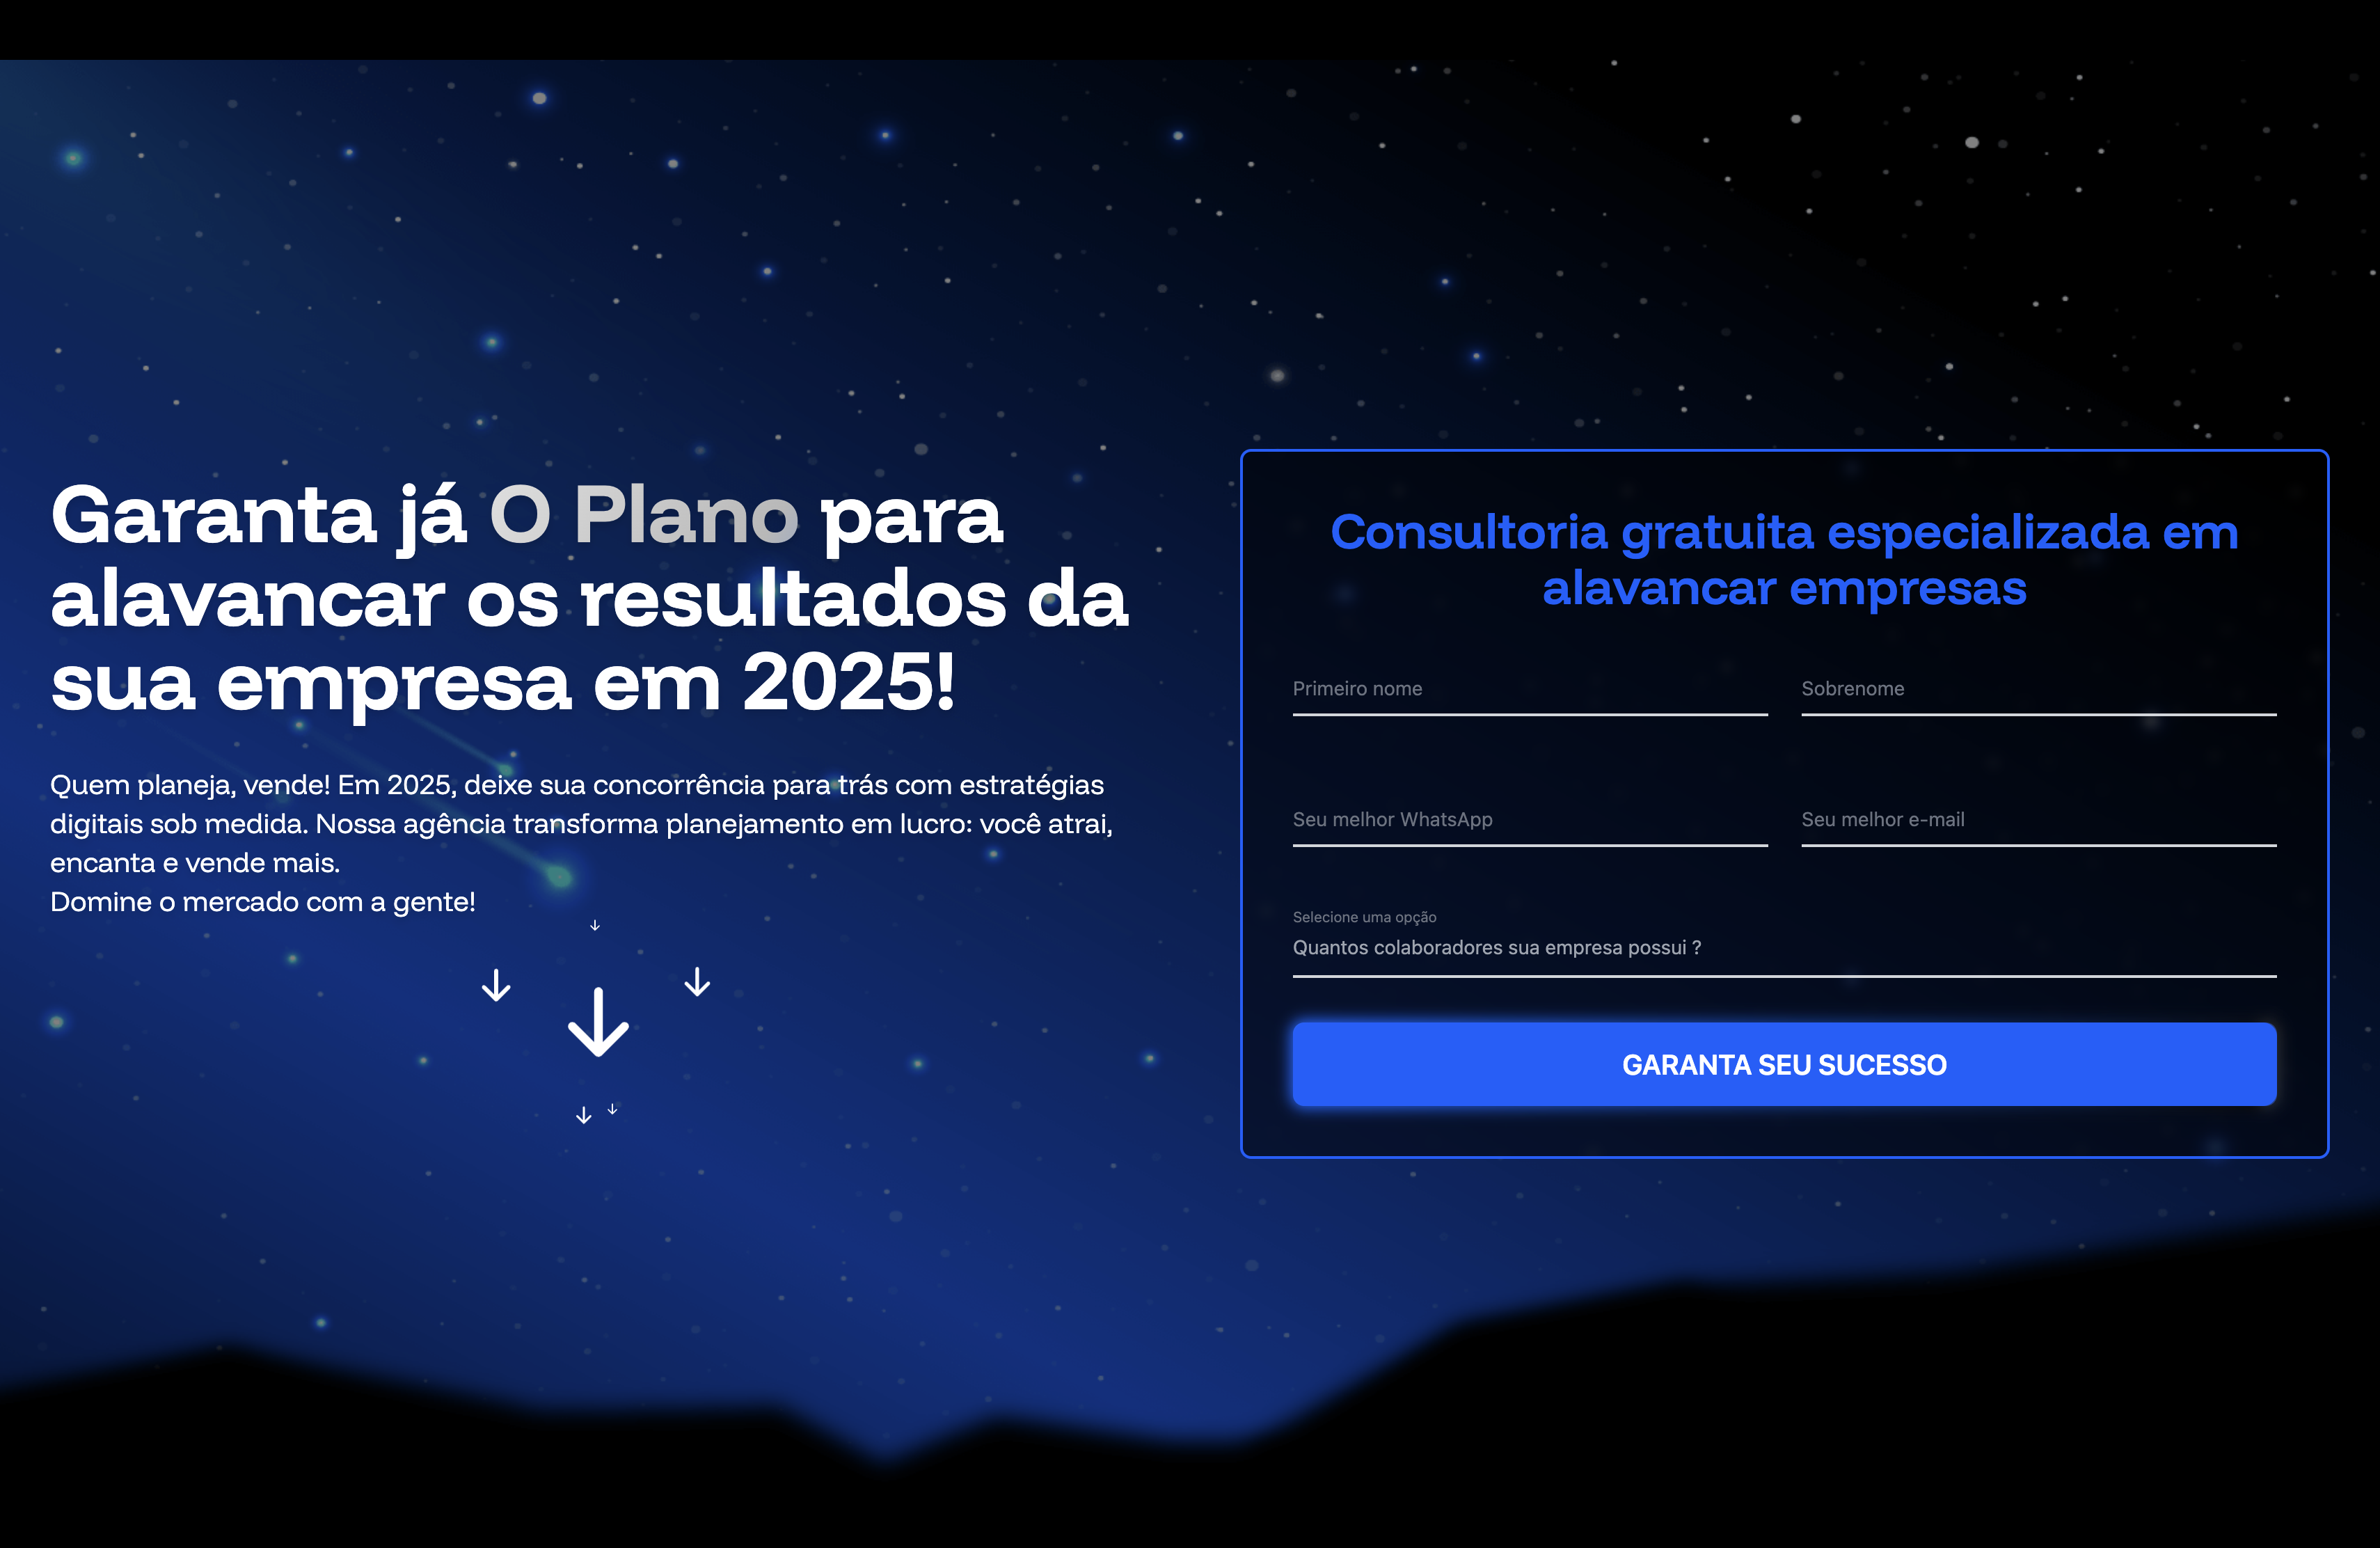 Garanta já O Plano para
alavancar os resultados da
sua empresa em 2025!
Quem planeja, vende! Em 2025, deixe sua concorrência para trás com estratégias
digitais sob medida. Nossa agência transforma planejamento em lucro: você atrai,
encanta e vende mais.
Domine o mercado com a gente!
Consultoria gratuita especializada em
alavancar empresas
Primeiro nome
Sobrenome
Seu melhor WhatsApp
Seu melhor e-mail
Selecione uma opção
Quantos colaboradores sua empresa possui ?
GARANTA SEU SUCESSO